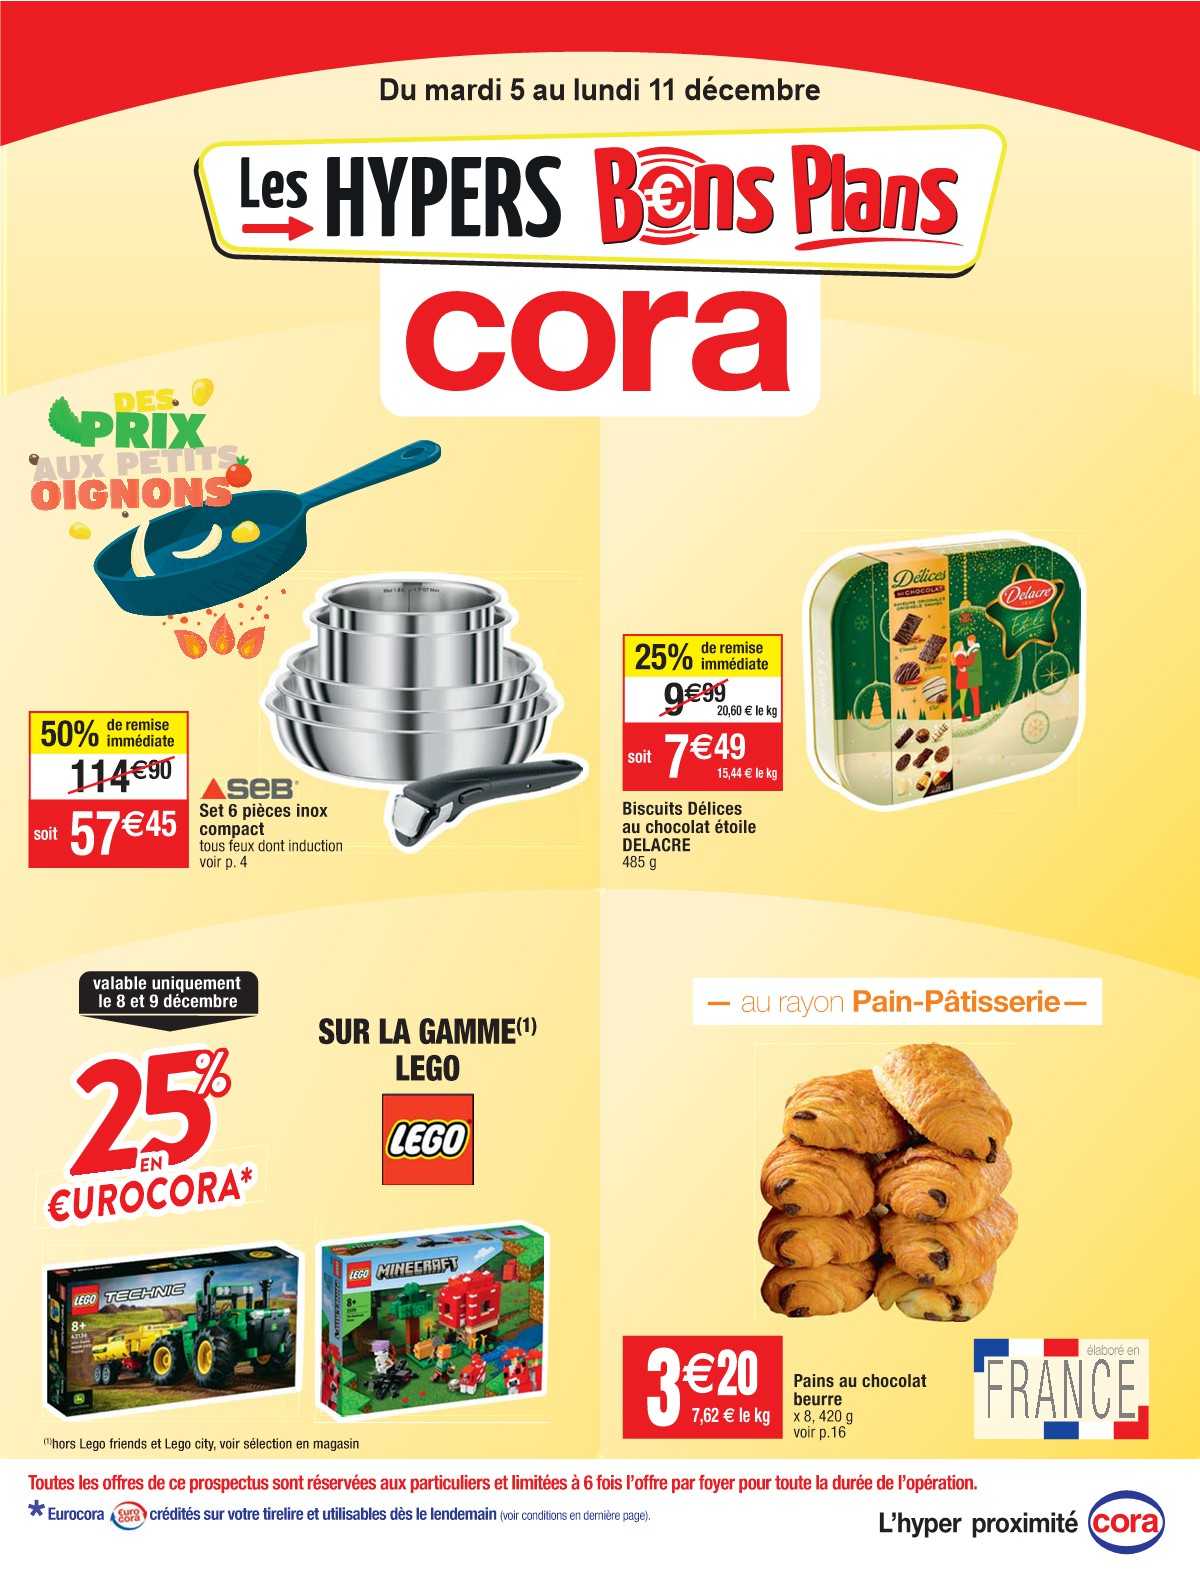 Du mardi 5 au lundi 11 décembre
Les HYPERS Bons Plans
cora
DES
PRIX
AUX PETITS
OIGNONS
50% de remise immédiate
114€90
soit 57€45
SEB
Set 6 pièces inox
compact
tous feux dont induction
voir p. 4
25% de remise immédiate
9€99
20,60 € le kg
soit 7€49
15,44 € le kg
Biscuits Délices
au chocolat étoile
DELACRE
485 g
Délices
AU CHOCOLAT
Delacre
valable uniquement
le 8 et 9 décembre
25%
EN
€UROCORA*
SUR LA GAMME(1)
LEGO
LEGO
LEGO TECHNIC
8+
LEGO MINECRAFT
8+
(1)hors Lego friends et Lego city, voir sélection en magasin
— au rayon Pain-Pâtisserie—
3€20
7,62 € le kg
Pains au chocolat
beurre
x 8, 420 g
voir p.16
élaboré en
FRANCE
Toutes les offres de ce prospectus sont réservées aux particuliers et limitées à 6 fois l'offre par foyer pour toute la durée de l'opération.
* Eurocora Euro cora crédités sur votre tirelire et utilisables dès le lendemain (voir conditions en dernière page).
L'hyper proximité cora